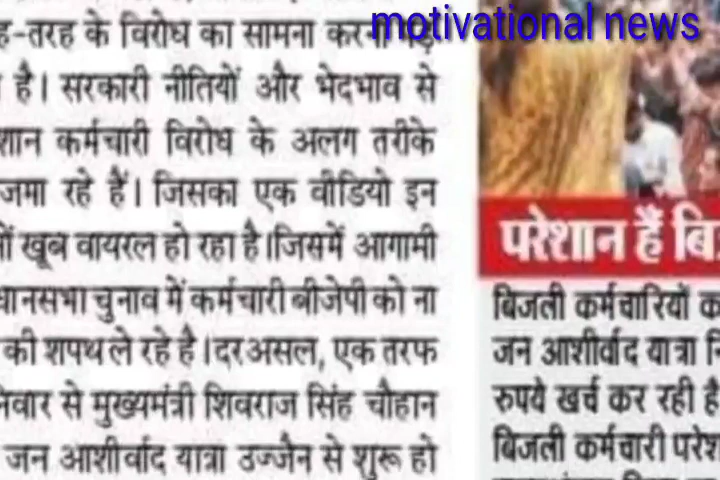 motivational news
ह-तरह के विरोध का सामना करना पड़
है। सरकारी नीतियों और भेदभाव से
शान कर्मचारी विरोध के अलग तरीके
जमा रहे हैं। जिसका एक वीडियो इन
ों खूब वायरल हो रहा है।जिसमें आगामी
धानसभा चुनाव में कर्मचारी बीजेपी को ना
की शपथ ले रहे है।दरअसल, एक तरफ
निवार से मुख्यमंत्री शिवराज सिंह चौहान
जन आशीर्वाद यात्रा उज्जैन से शुरू हो
परेशान हैं बि
बिजली कर्मचारियों क
जन आशीर्वाद यात्रा नि
रुपये खर्च कर रही है
बिजली कर्मचारी परेश